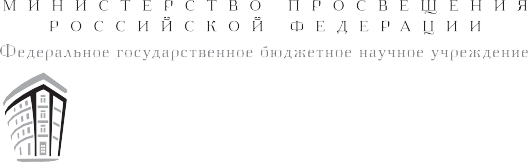 МИНИСТЕРСТВО ПРОСВЕЩЕНИЯ
РОССИЙСКОЙ ФЕДЕРАЦИИ
Федеральное государственное бюджетное научное учреждение